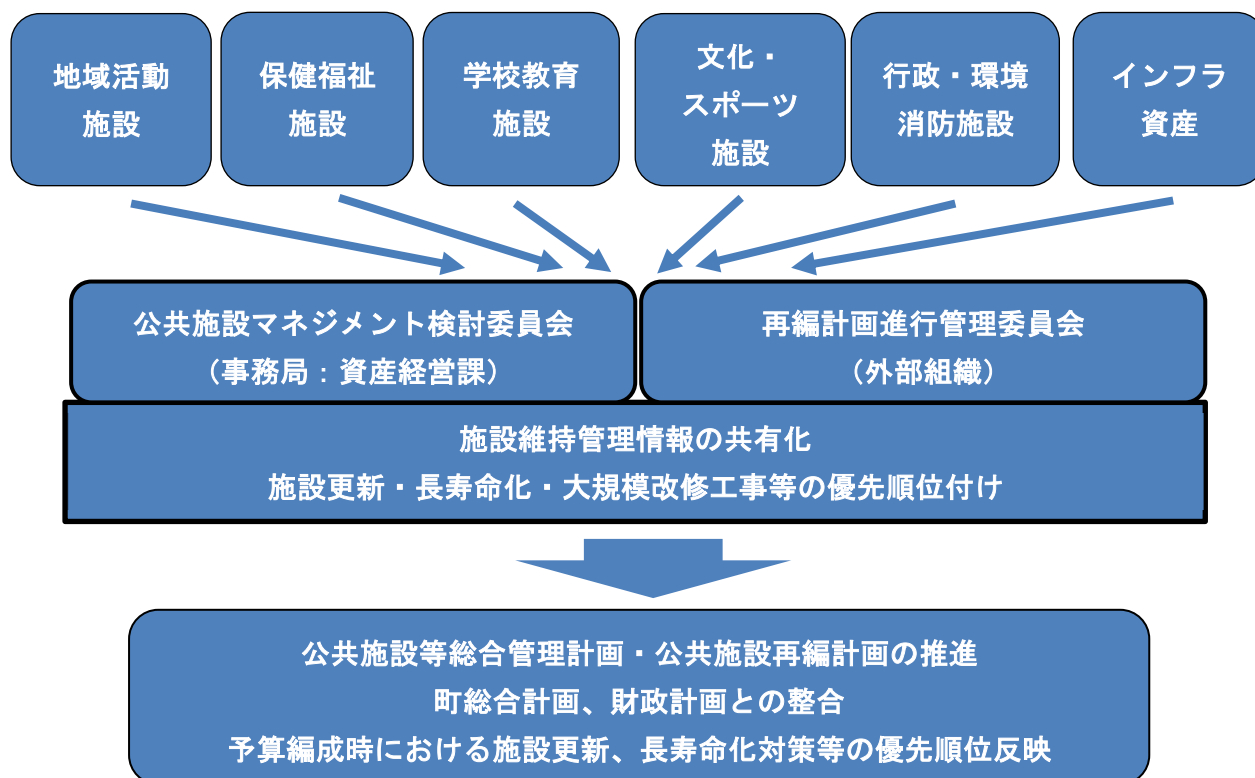 地域活動
施設
保健福祉
施設
学校教育
施設
文化・
スポーツ
施設
行政・環境
消防施設
インフラ
資産
公共施設マネジメント検討委員会
（事務局：資産経営課）
再編計画進行管理委員会
（外部組織）
施設維持管理情報の共有化
施設更新・長寿命化・大規模改修工事等の優先順位付け
公共施設等総合管理計画・公共施設再編計画の推進
町総合計画、財政計画との整合
予算編成時における施設更新、長寿命化対策等の優先順位反映